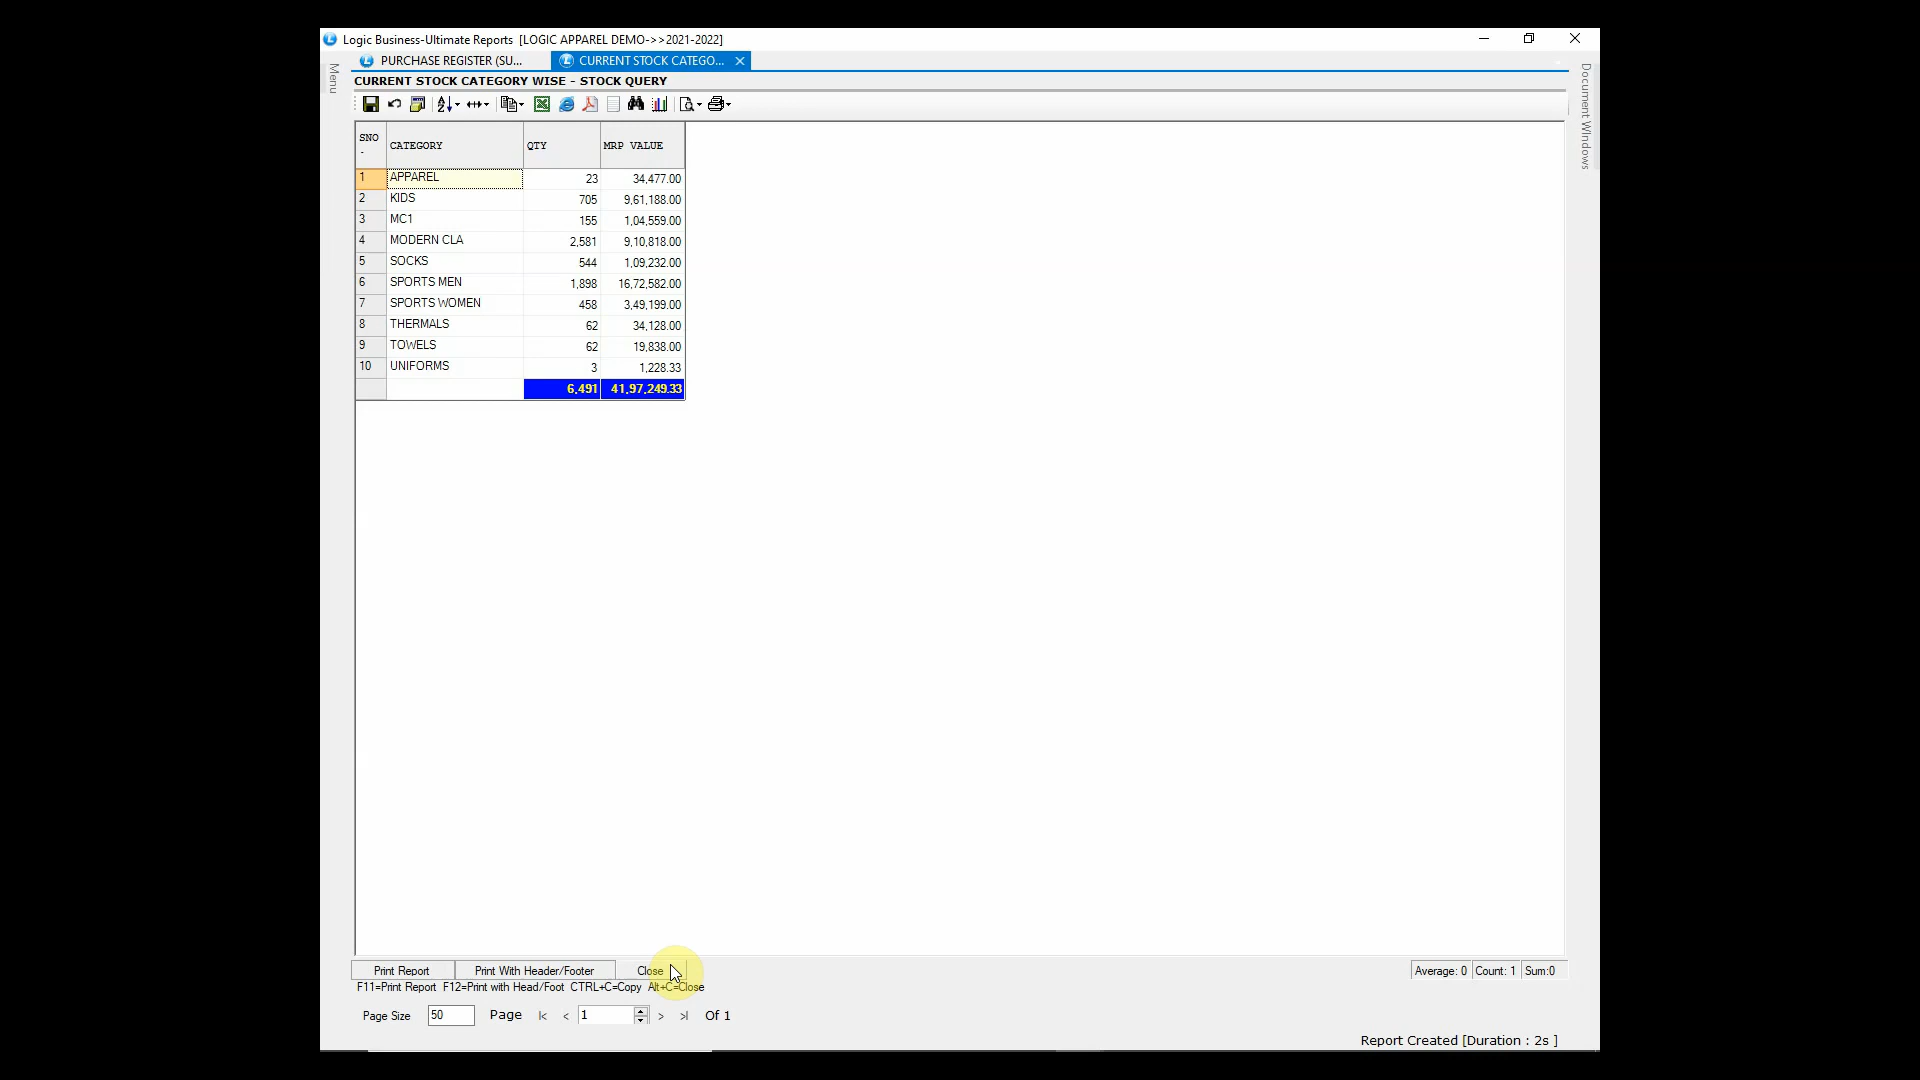 Logic Business-Ultimate Reports [LOGIC APPAREL DEMO->>2021-2022]
Menu
PURCHASE REGISTER (SU... CURRENT STOCK CATEGO...
Document Windows
CURRENT STOCK CATEGORY WISE - STOCK QUERY
SNO CATEGORY QTY MRP VALUE
1 APPAREL 23 34,477.00
2 KIDS 705 9,61,188.00
3 MC1 155 1,04,559.00
4 MODERN CLA 2,581 9,10,818.00
5 SOCKS 544 1,09,232.00
6 SPORTS MEN 1,898 16,72,582.00
7 SPORTS WOMEN 458 3,49,199.00
8 THERMALS 62 34,128.00
9 TOWELS 62 19,838.00
10 UNIFORMS 3 1,228.33
6,491 41,97,249.33
Print Report Print With Header/Footer Close Average: 0 Count: 1 Sum:0
F11=Print Report F12=Print with Head/Foot CTRL+C=Copy Alt+C=Close
Page Size 50 Page |< < 1 > >| Of 1
Report Created [Duration : 2s ]